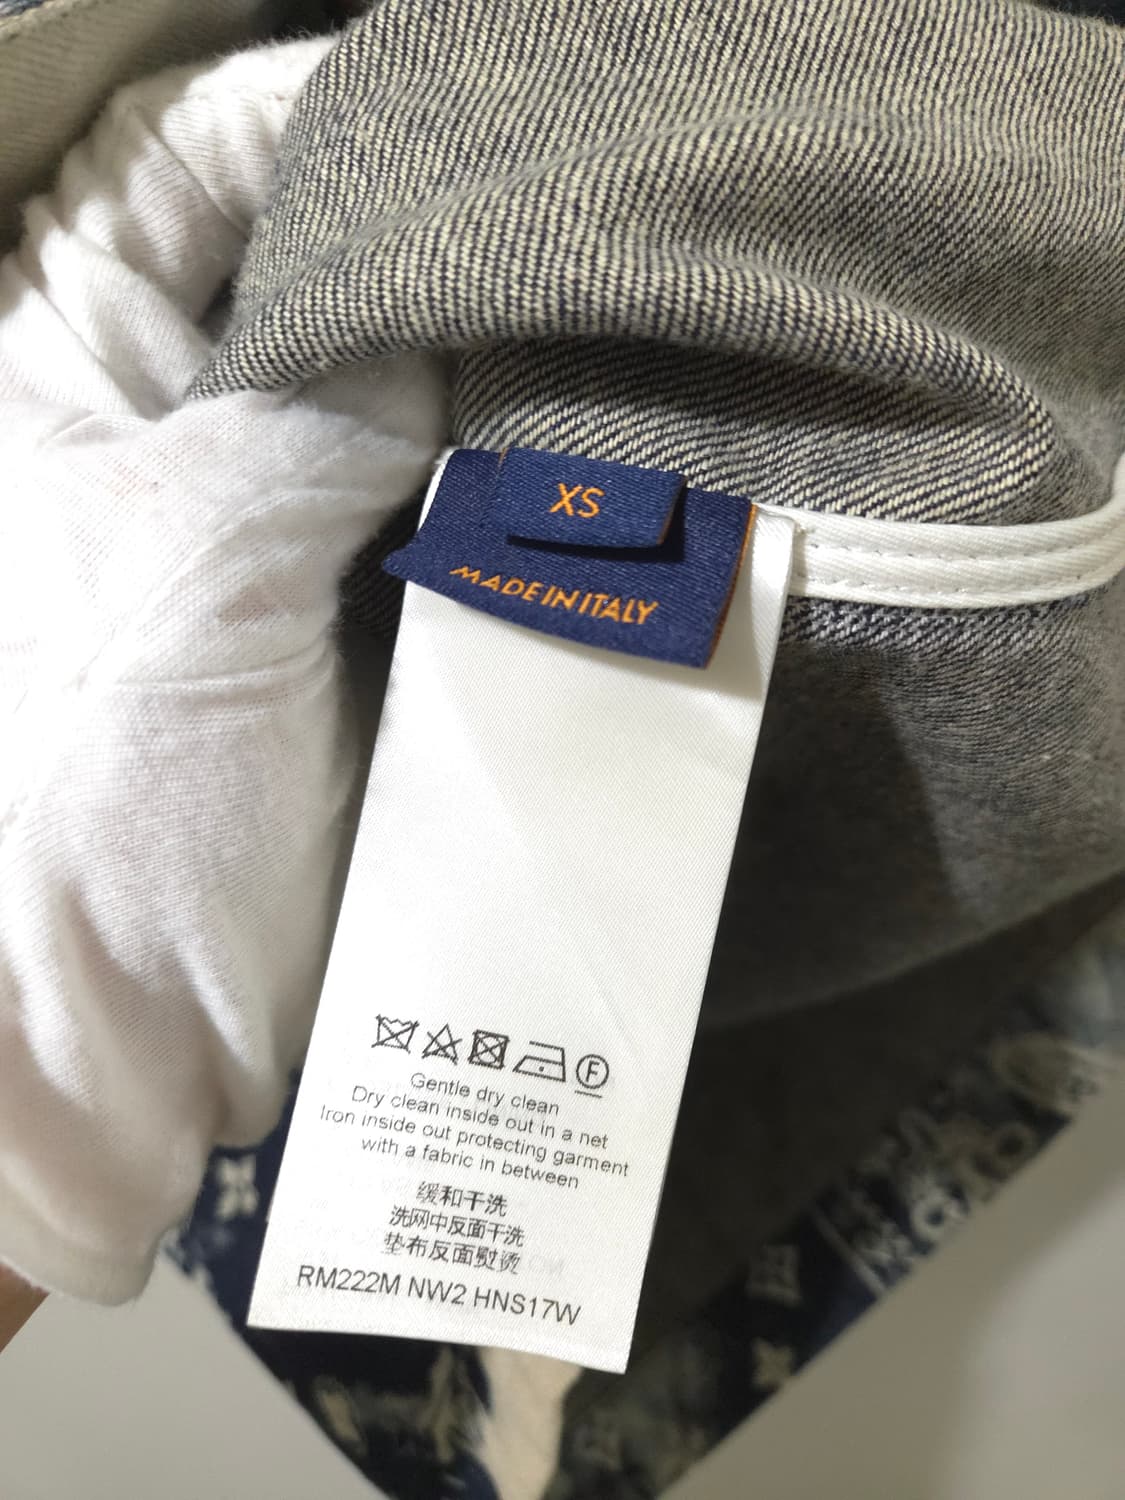 XS
MADE IN ITALY
F
Gentle dry clean
Dry clean inside out in a net
Iron inside out protecting garment
with a fabric in between
缓和干洗
洗网中反面干洗
垫布反面熨烫
RM222M NW2 HNS17W